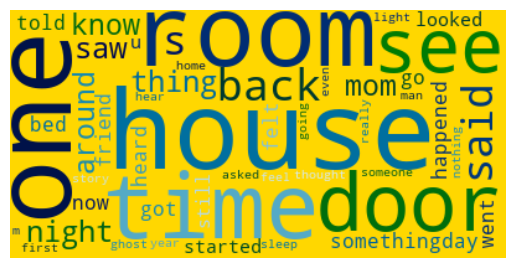 told know room light looked
saw u s see
one thing back home even mom go man
bed around friend house hear going really happened said
heard felt nothing
story still asked feel thought someone
now time door went
night got something day
m first ghost year started sleep